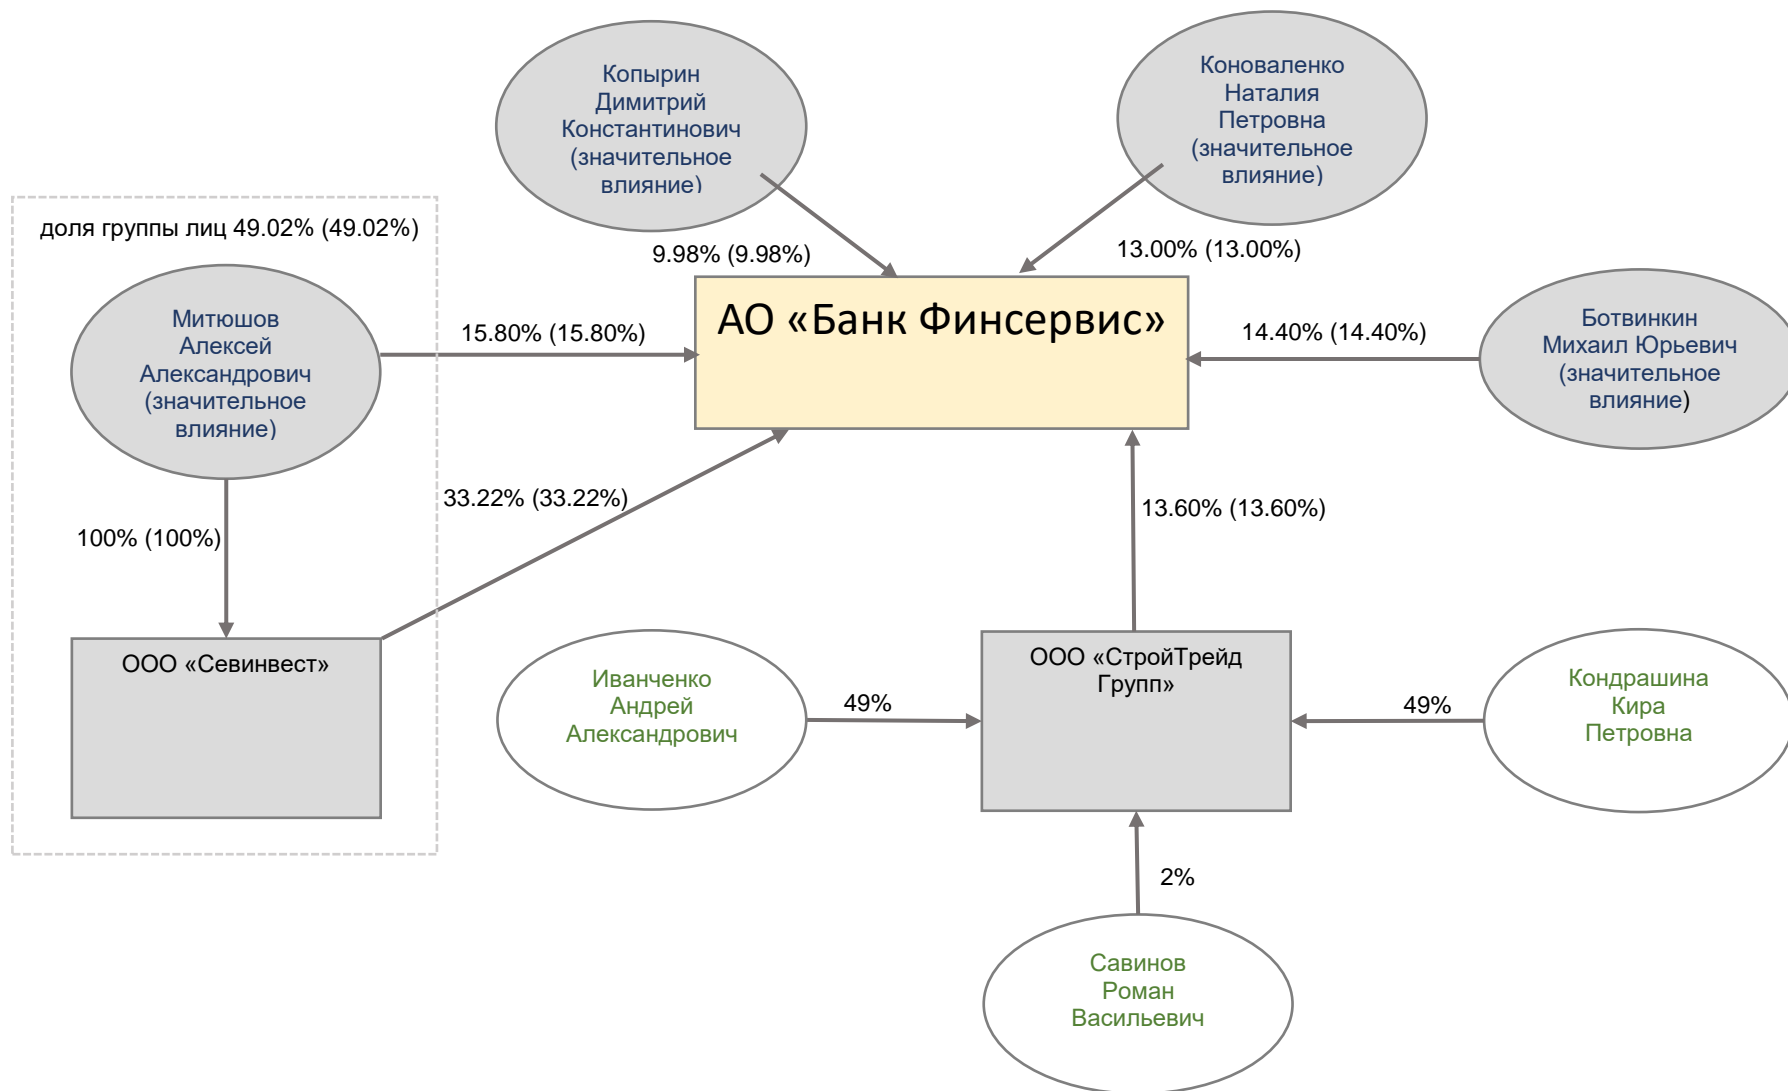 Копырин
Димитрий
Константинович
(значительное
влияние)
Коноваленко
Наталия
Петровна
(значительное
влияние)
доля группы лиц 49.02% (49.02%)
9.98% (9.98%)
13.00% (13.00%)
Митюшов
Алексей
Александрович
(значительное
влияние)
15.80% (15.80%)
АО «Банк Финсервис»
14.40% (14.40%)
Ботвинкин
Михаил Юрьевич
(значительное
влияние)
33.22% (33.22%)
13.60% (13.60%)
100% (100%)
ООО «Севинвест»
Иванченко
Андрей
Александрович
49%
ООО «СтройТрейд
Групп»
49%
Кондрашина
Кира
Петровна
2%
Савинов
Роман
Васильевич